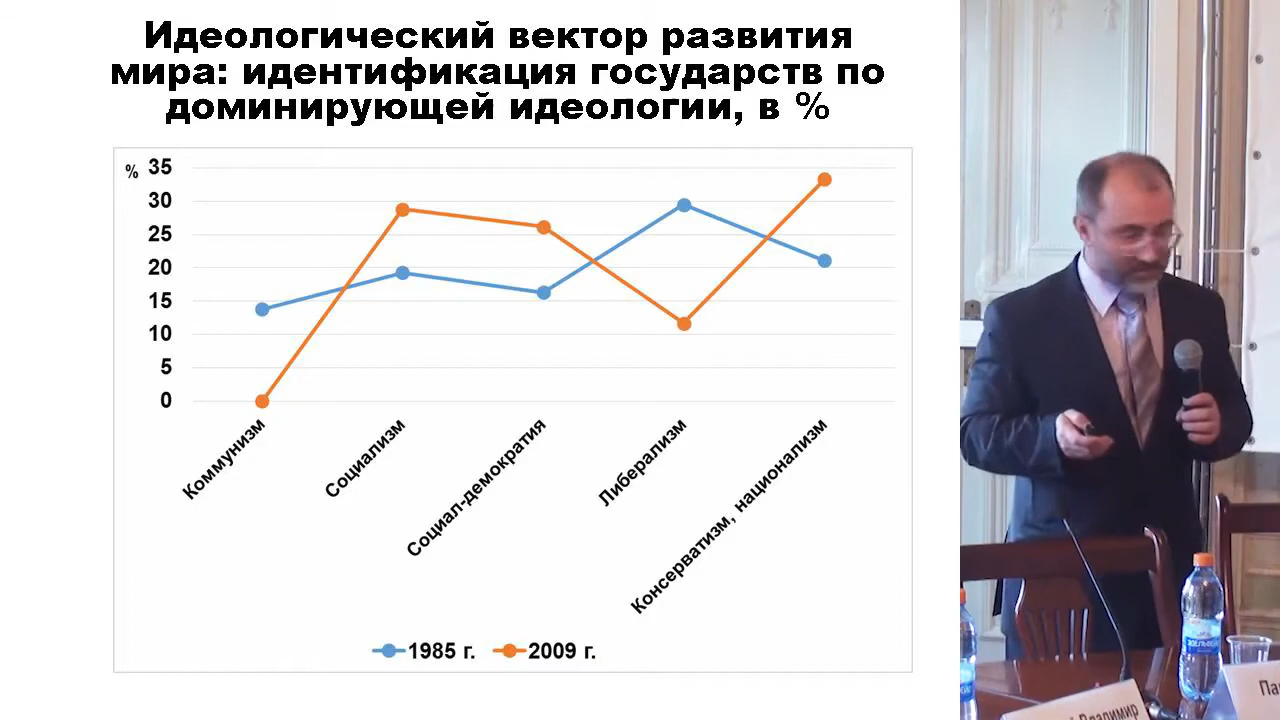 Идеологический вектор развития
мира: идентификация государств по
доминирующей идеологии, в %
%
35
30
25
20
15
10
5
0
Коммунизм
Социализм
Социал-демократия
Либерализм
Консерватизм, национализм
1985 г.
2009 г.
Владимир